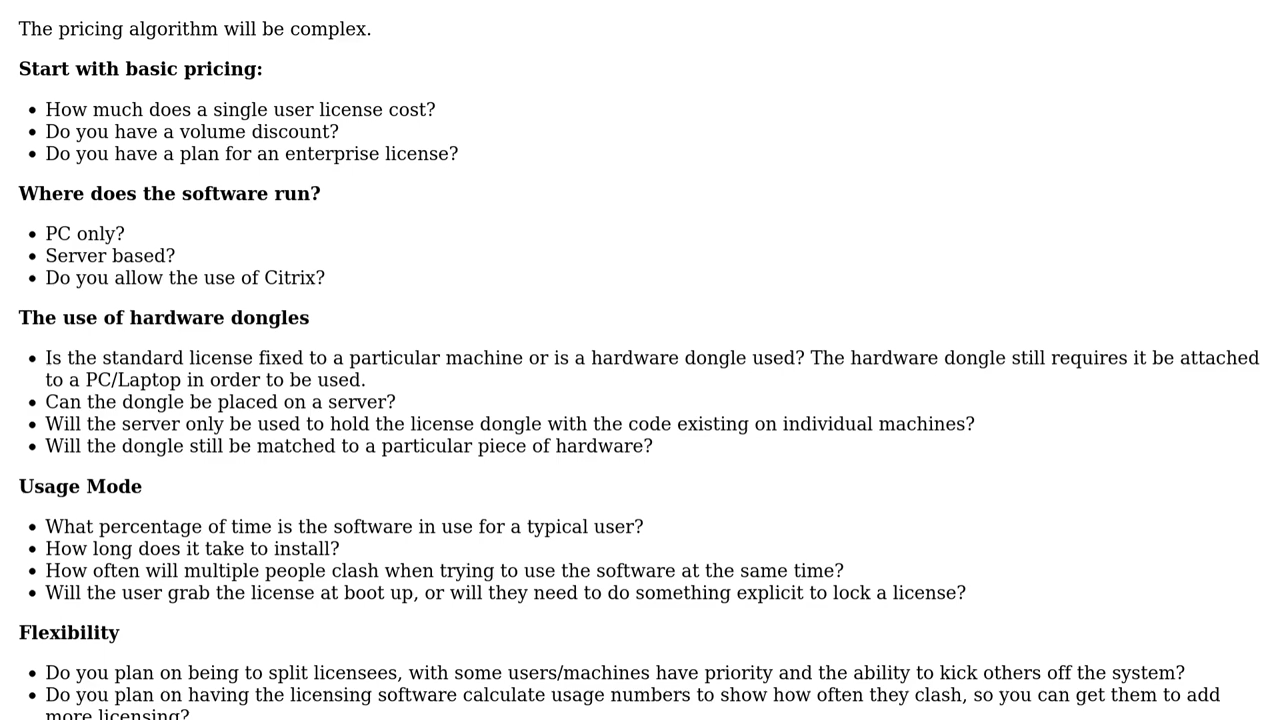 The pricing algorithm will be complex.
Start with basic pricing:
• How much does a single user license cost?
• Do you have a volume discount?
• Do you have a plan for an enterprise license?
Where does the software run?
• PC only?
• Server based?
• Do you allow the use of Citrix?
The use of hardware dongles
• Is the standard license fixed to a particular machine or is a hardware dongle used? The hardware dongle still requires it be attached
to a PC/Laptop in order to be used.
• Can the dongle be placed on a server?
• Will the server only be used to hold the license dongle with the code existing on individual machines?
• Will the dongle still be matched to a particular piece of hardware?
Usage Mode
• What percentage of time is the software in use for a typical user?
• How long does it take to install?
• How often will multiple people clash when trying to use the software at the same time?
• Will the user grab the license at boot up, or will they need to do something explicit to lock a license?
Flexibility
• Do you plan on being to split licensees, with some users/machines have priority and the ability to kick others off the system?
• Do you plan on having the licensing software calculate usage numbers to show how often they clash, so you can get them to add
more licensing?